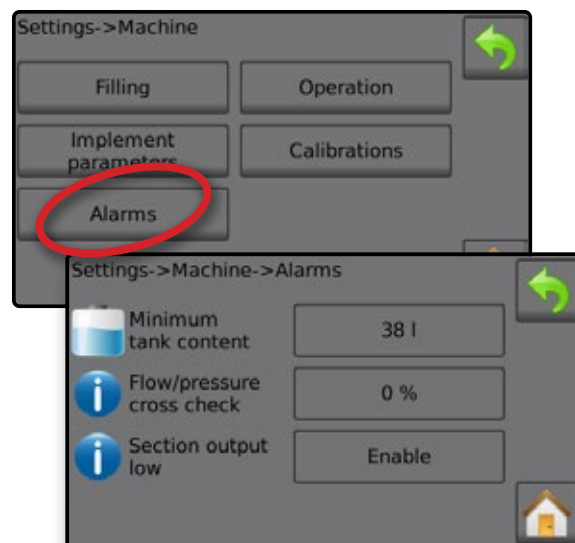 Settings->Machine
Filling
Operation
Implement
parameters
Calibrations
Alarms
Settings->Machine->Alarms
Minimum
tank content
38 l
Flow/pressure
cross check
0 %
Section output
low
Enable